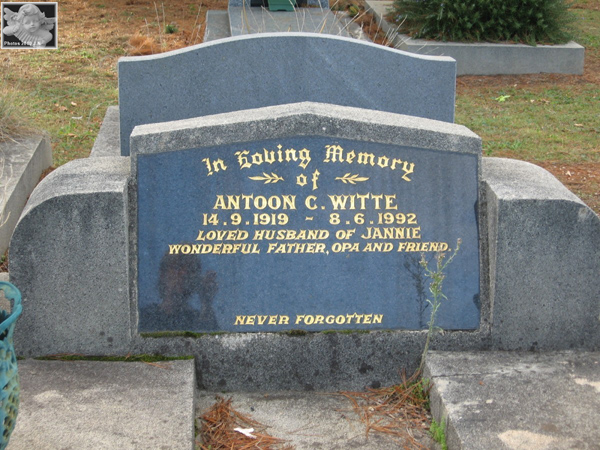 In Loving Memory
of
ANTOON C. WITTE
14.9.1919 - 8.6.1992
LOVED HUSBAND OF JANNIE
WONDERFUL FATHER, OPA AND FRIEND.
NEVER FORGOTTEN